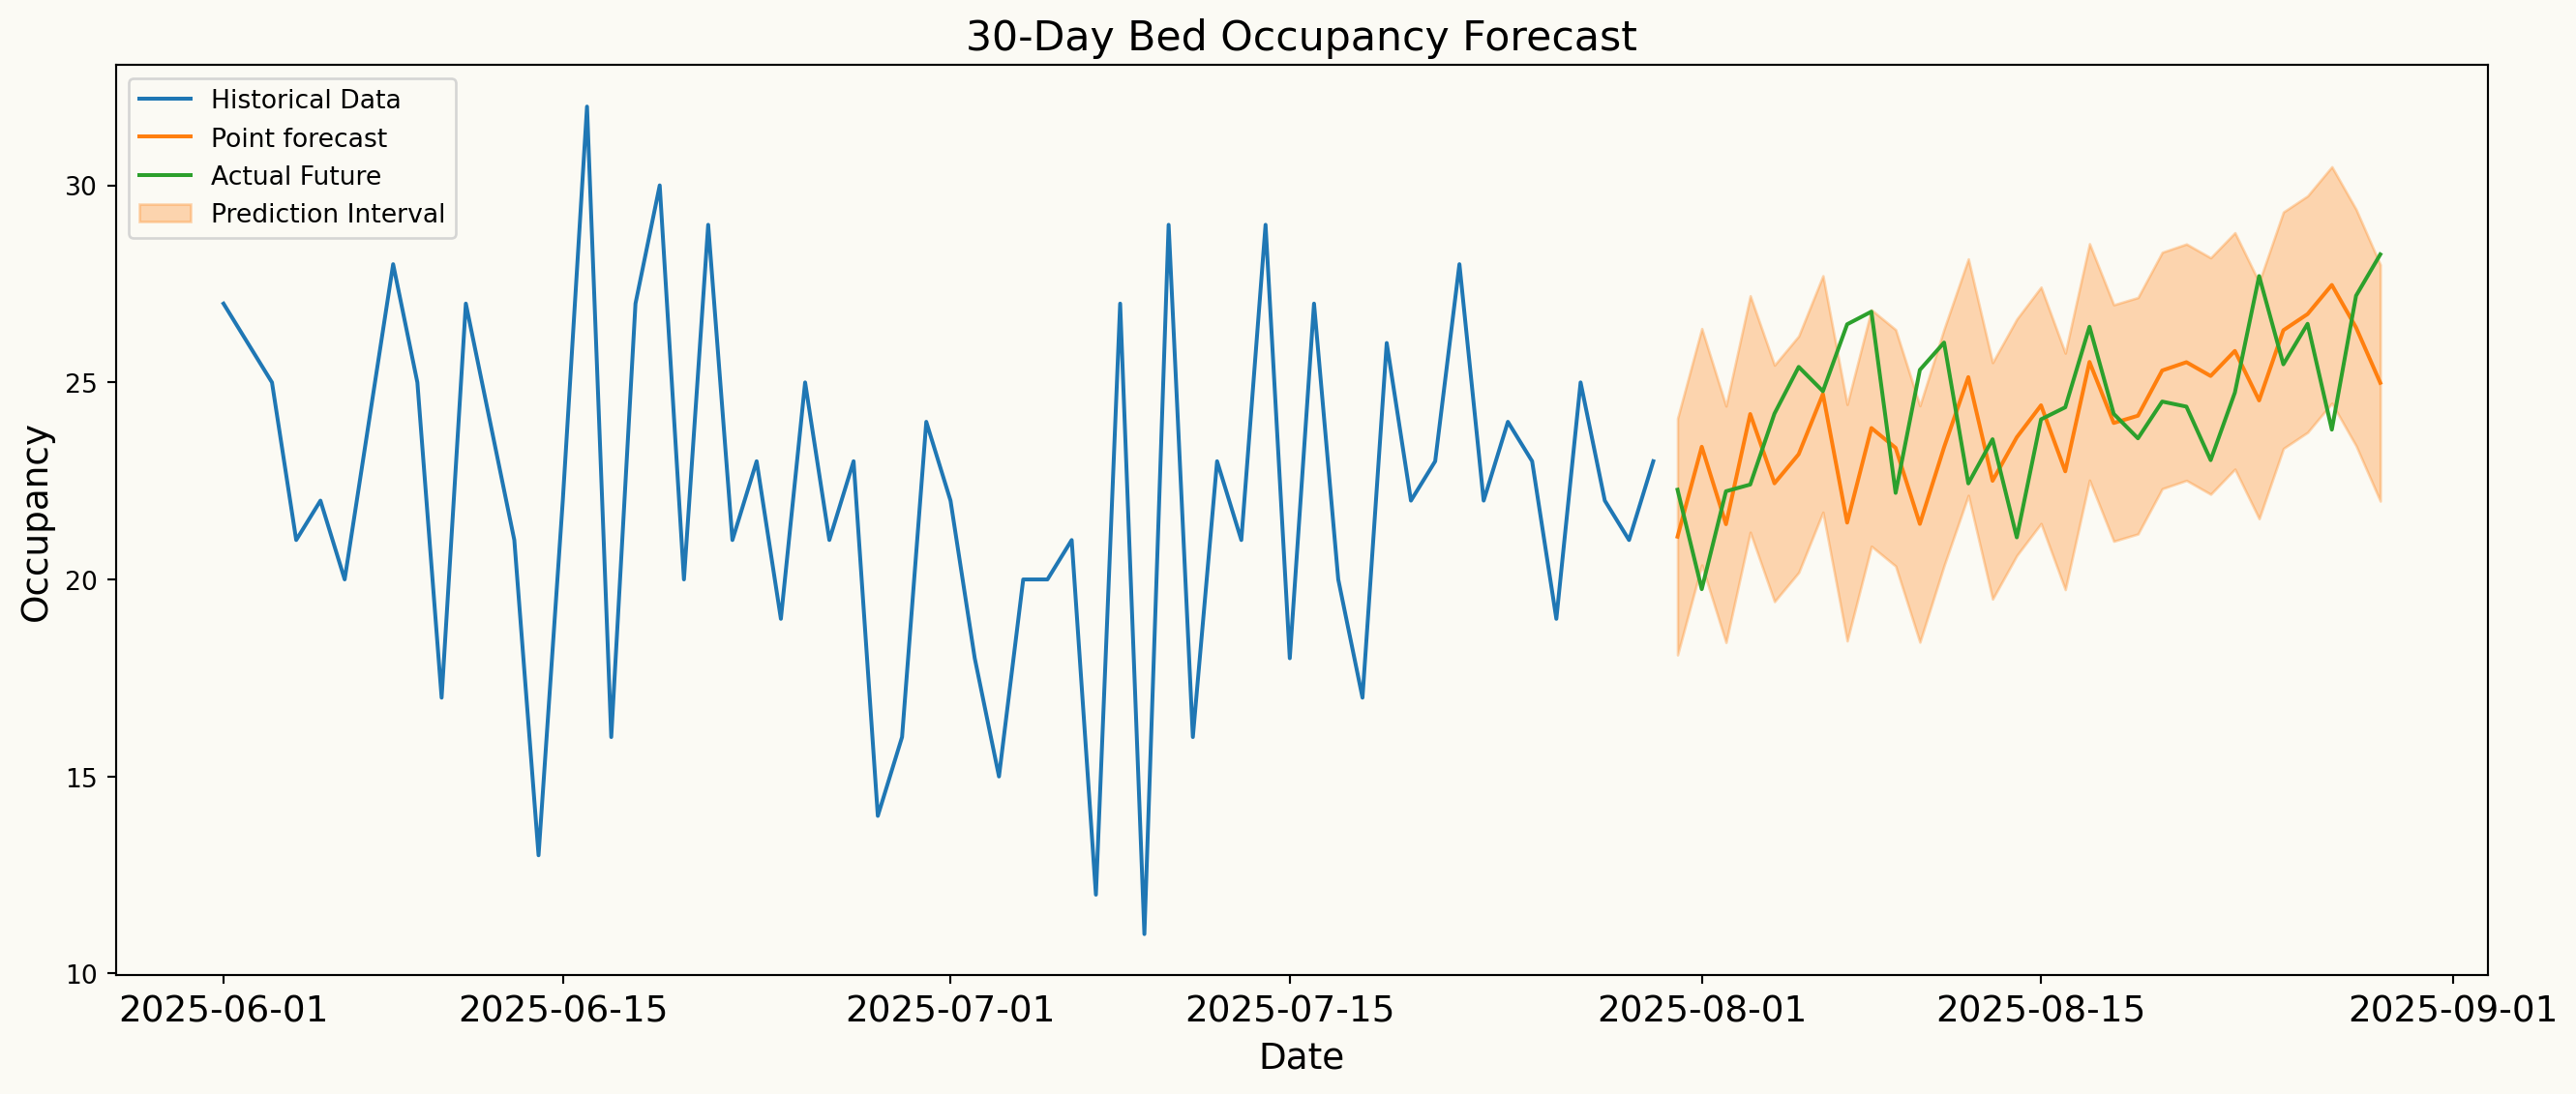 30-Day Bed Occupancy Forecast
Historical Data
Point forecast
Actual Future
Prediction Interval
Occupancy
30
25
20
15
10
2025-06-01 2025-06-15 2025-07-01 2025-07-15 2025-08-01 2025-08-15 2025-09-01
Date